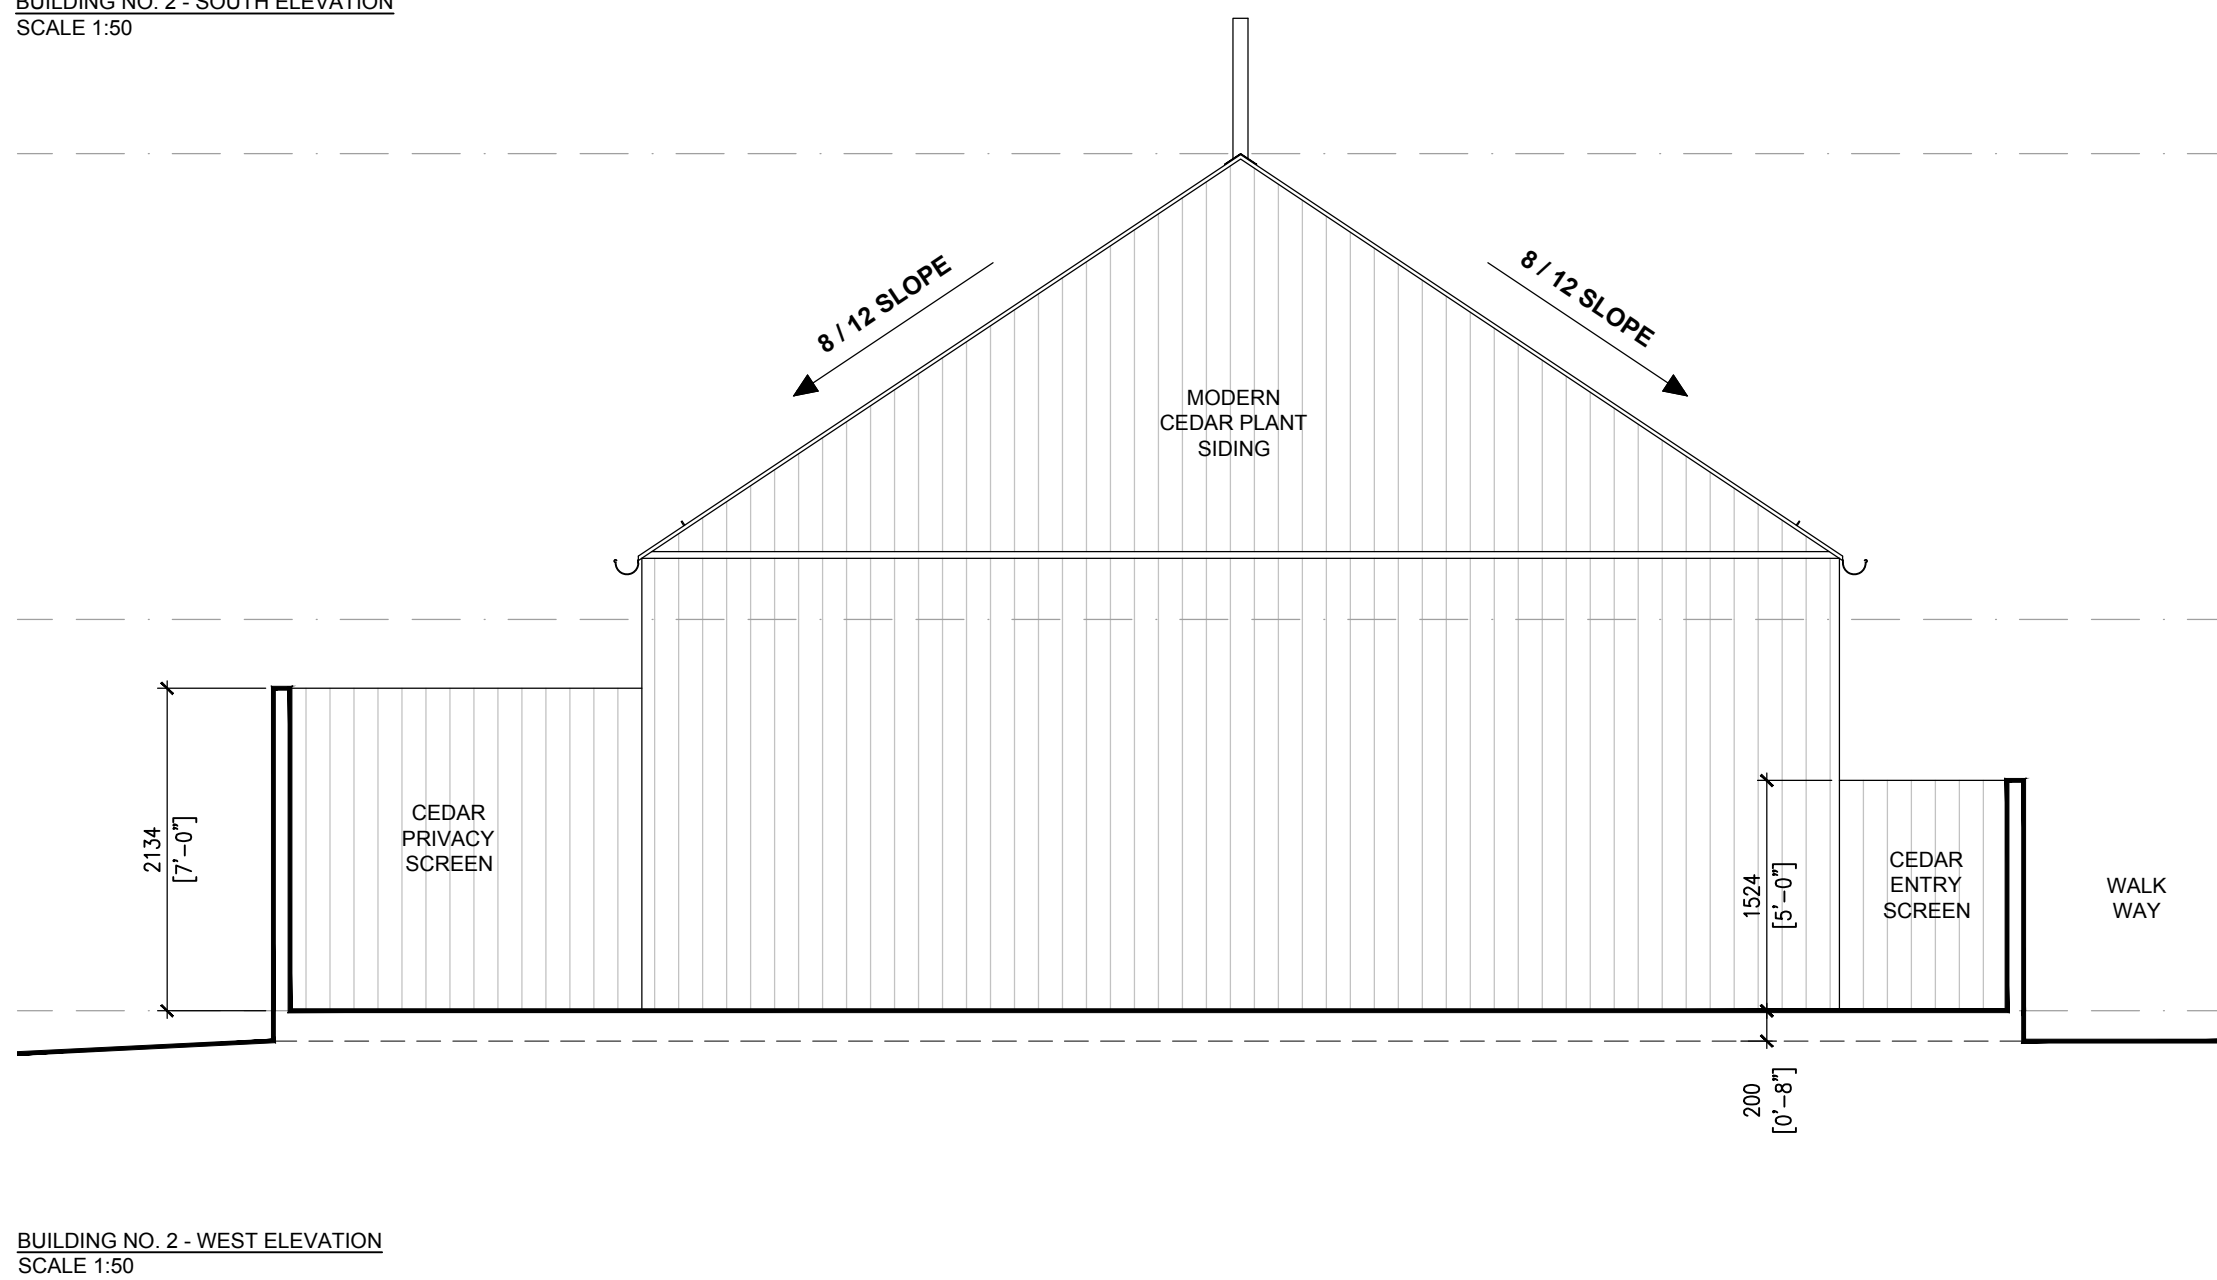 BUILDING NO. 2 - SOUTH ELEVATION
SCALE 1:50
8 / 12 SLOPE
8 / 12 SLOPE
MODERN
CEDAR PLANT
SIDING
2134
[7'-0"]
CEDAR
PRIVACY
SCREEN
1524
[5'-0"]
CEDAR
ENTRY
SCREEN
WALK
WAY
200
[0'-8"]
BUILDING NO. 2 - WEST ELEVATION
SCALE 1:50